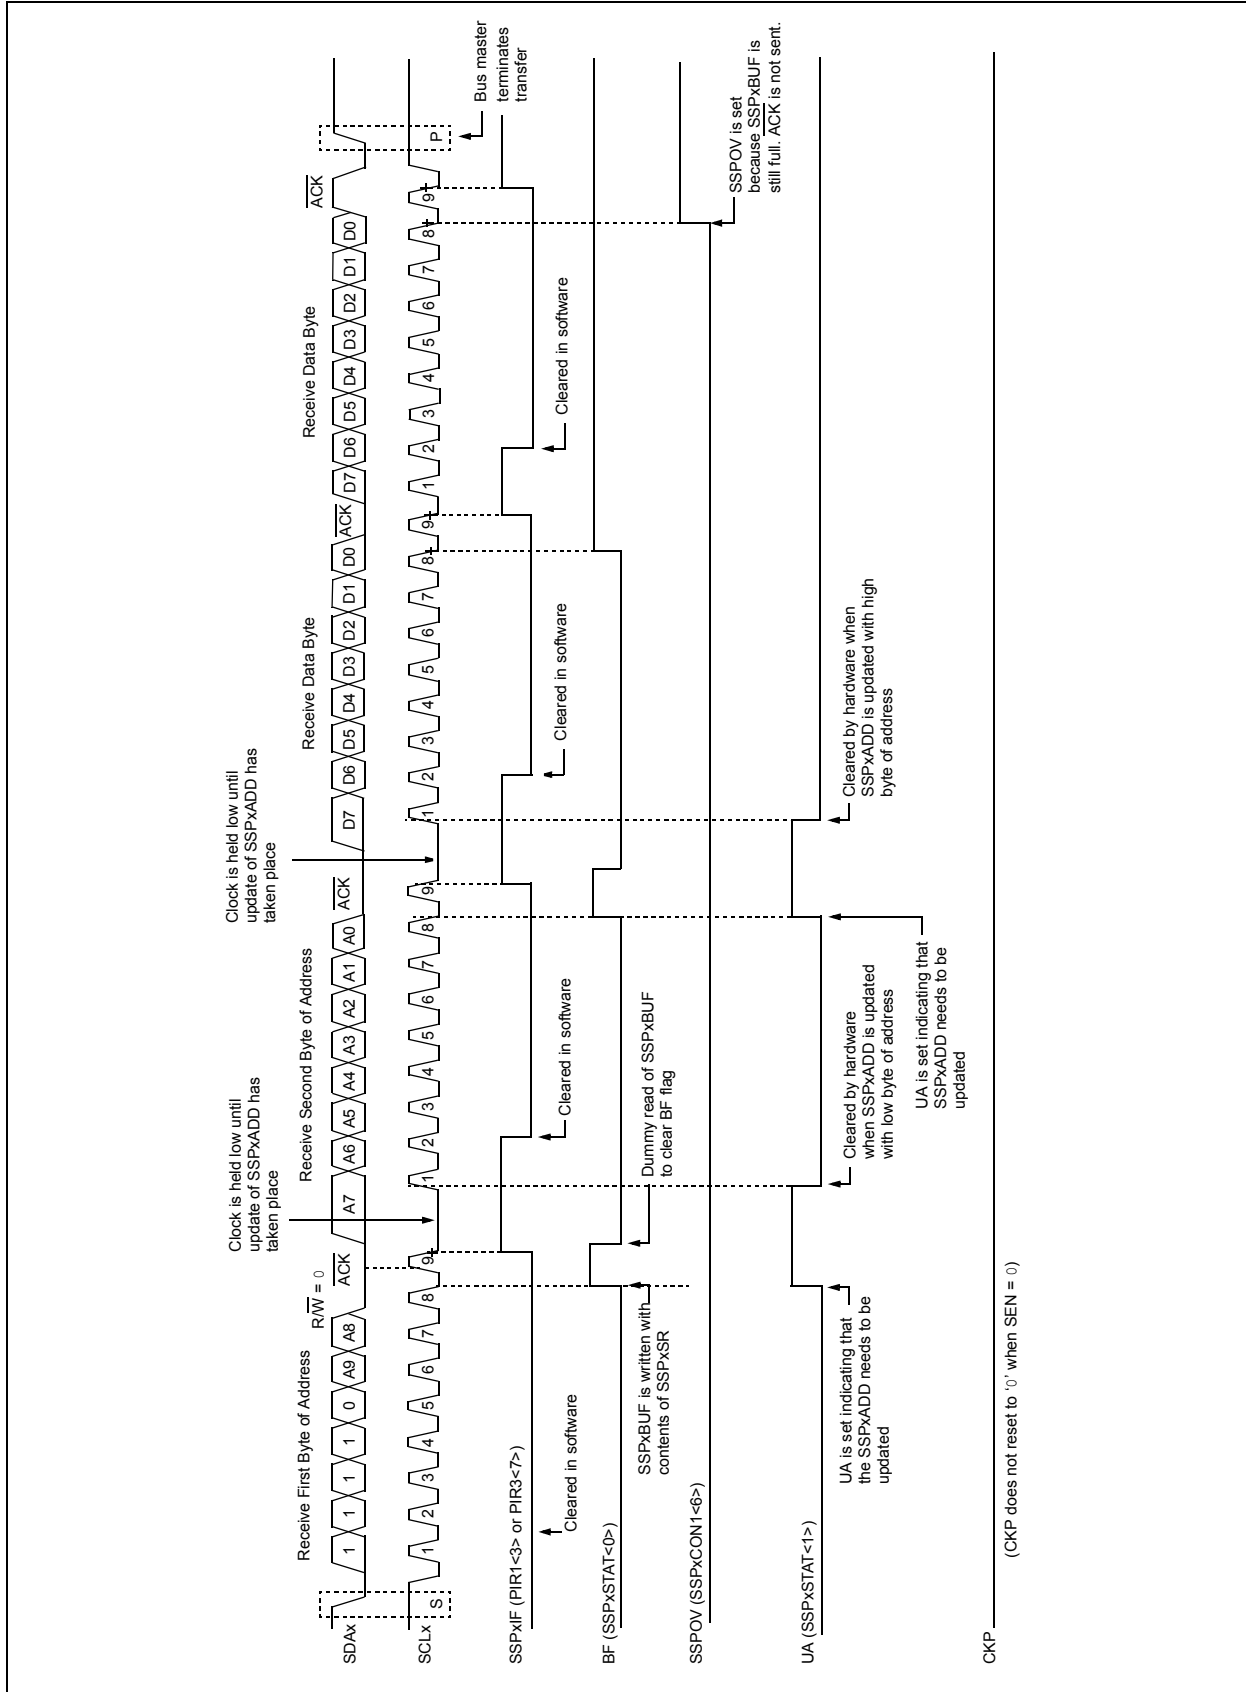 Receive First Byte of Address
R/W = 0
ACK
Clock is held low until
update of SSPxADD has
taken place
Receive Second Byte of Address
ACK
Clock is held low until
update of SSPxADD has
taken place
Receive Data Byte
ACK
Receive Data Byte
ACK
SDAx
1 1 1 1 0 A9 A8
A7 A6 A5 A4 A3 A2 A1 A0
D7 D6 D5 D4 D3 D2 D1 D0
D7 D6 D5 D4 D3 D2 D1 D0
SCLx
S
1 2 3 4 5 6 7 8 9
1 2 3 4 5 6 7 8 9
1 2 3 4 5 6 7 8 9
1 2 3 4 5 6 7 8 9
P
Bus master
terminates
transfer
SSPxIF (PIR1<3> or PIR3<7>)
Cleared in software
Cleared in software
Cleared in software
Cleared in software
BF (SSPxSTAT<0>)
SSPxBUF is written with
contents of SSPxSR
Dummy read of SSPxBUF
to clear BF flag
SSPOV (SSPxCON1<6>)
SSPOV is set
because SSPxBUF is
still full. ACK is not sent.
UA (SSPxSTAT<1>)
UA is set indicating that
the SSPxADD needs to be
updated
Cleared by hardware
when SSPxADD is updated
with low byte of address
UA is set indicating that
SSPxADD needs to be
updated
Cleared by hardware when
SSPxADD is updated with high
byte of address
CKP
(CKP does not reset to ‘0’ when SEN = 0)